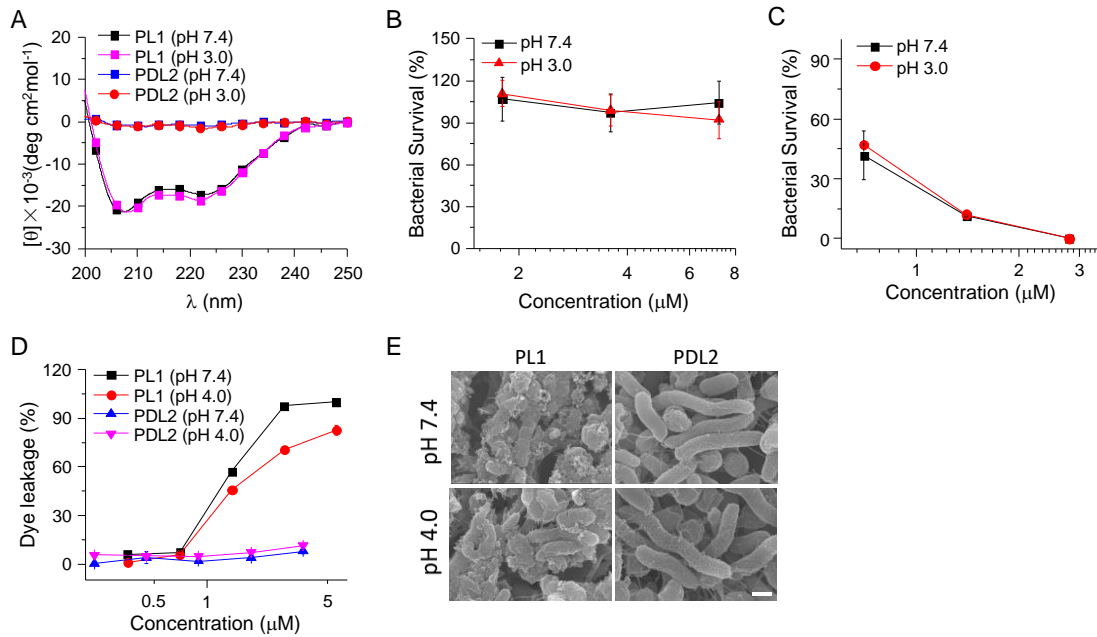 A
PL1 (pH 7.4)
PL1 (pH 3.0)
PDL2 (pH 7.4)
PDL2 (pH 3.0)
[θ]×10⁻³(deg cm²mol⁻¹)
20
10
0
-10
-20
-30
200 210 220 230 240 250
λ (nm)
B
pH 7.4
pH 3.0
Bacterial Survival (%)
150
120
90
60
30
0
2 4 6 8
Concentration (μM)
C
pH 7.4
pH 3.0
Bacterial Survival (%)
90
60
30
0
1 2 3
Concentration (μM)
D
PL1 (pH 7.4)
PL1 (pH 4.0)
PDL2 (pH 7.4)
PDL2 (pH 4.0)
Dye leakage (%)
120
90
60
30
0
0.5 1 5
Concentration (μM)
E
PL1 PDL2
pH 7.4
pH 4.0